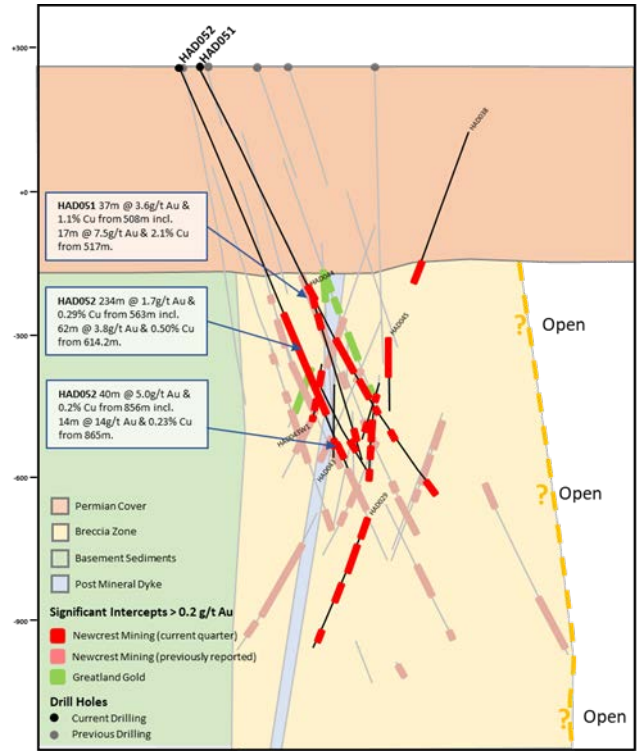 HAD052
HAD051
+300
HAD038
+0
HAD051 37m @ 3.6g/t Au &
1.1% Cu from 508m incl.
17m @ 7.5g/t Au & 2.1% Cu
from 517m.
HAD044
HAD052 234m @ 1.7g/t Au &
0.29% Cu from 563m incl.
62m @ 3.8g/t Au & 0.50% Cu
from 614.2m.
-300
HAD045
? Open
HAD052 40m @ 5.0g/t Au &
0.2% Cu from 856m incl.
14m @ 14g/t Au & 0.23% Cu
from 865m.
-600
HAD029
? Open
Permian Cover
Breccia Zone
Basement Sediments
Post Mineral Dyke
Significant Intercepts > 0.2 g/t Au
-900
Newcrest Mining (current quarter)
Newcrest Mining (previously reported)
Greatland Gold
Drill Holes
Current Drilling
Previous Drilling
? Open